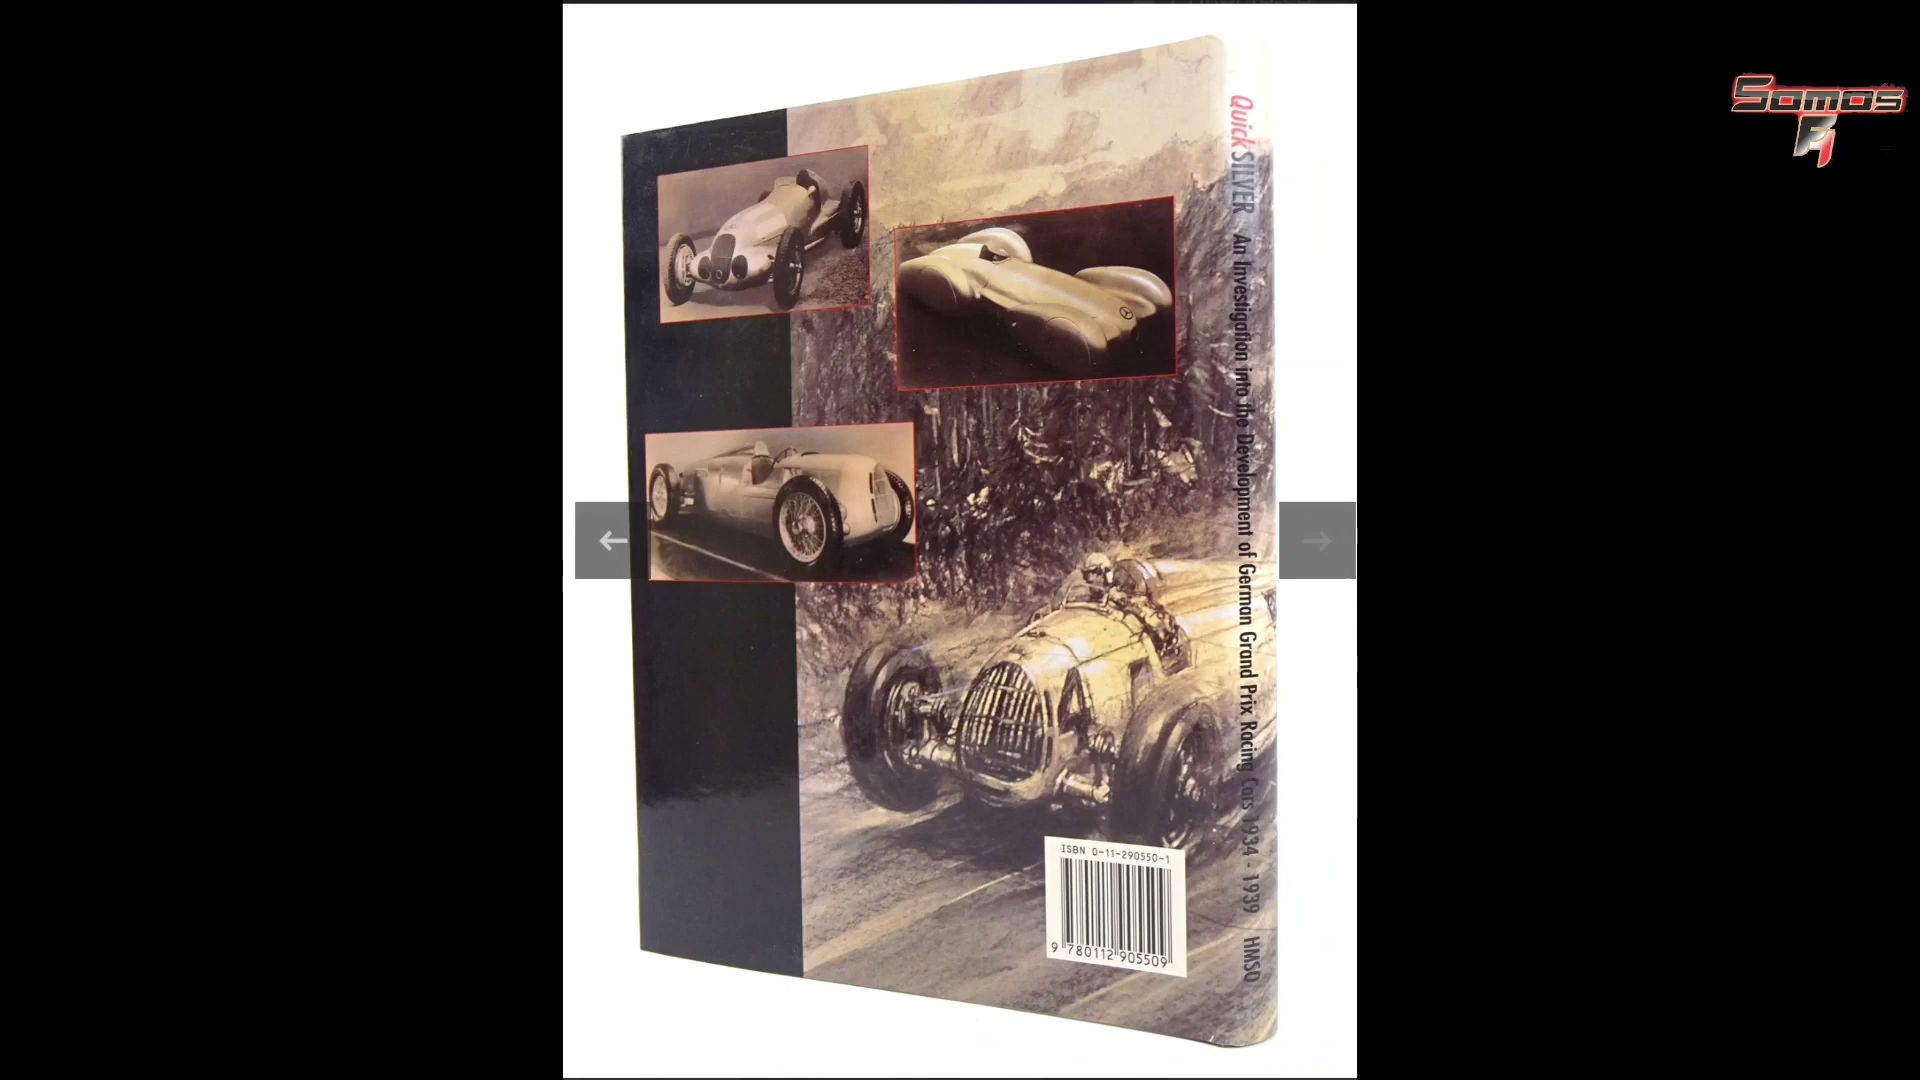 Somos
F1
QuickSILVER An Investigation into the Development of German Grand Prix Racing Cars 1934 - 1939 HMSO
ISBN 0-11-290550-1
9 780112 905509